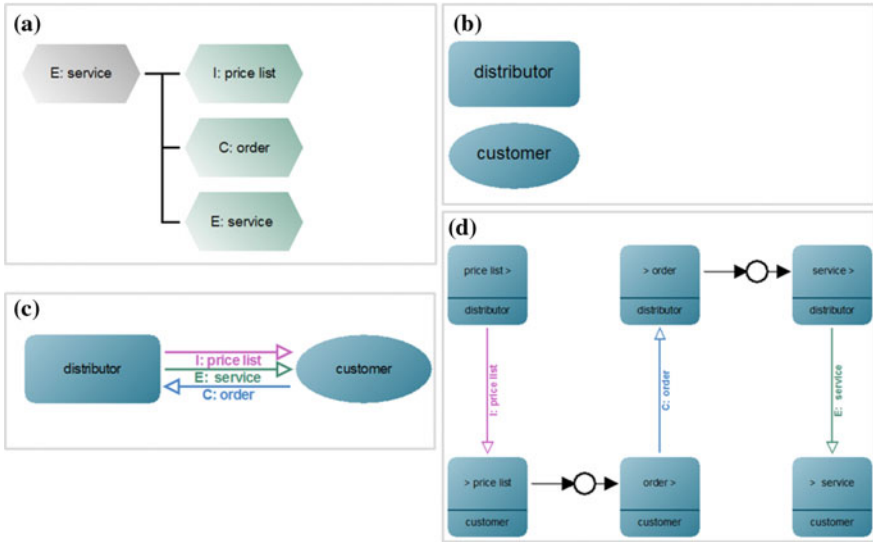 (a)
E: service
I: price list
C: order
E: service
(b)
distributor
customer
(c)
distributor
I: price list
E: service
C: order
customer
(d)
price list >
distributor
> order
distributor
service >
distributor
I: price list
C: order
E: service
> price list
customer
order >
customer
> service
customer